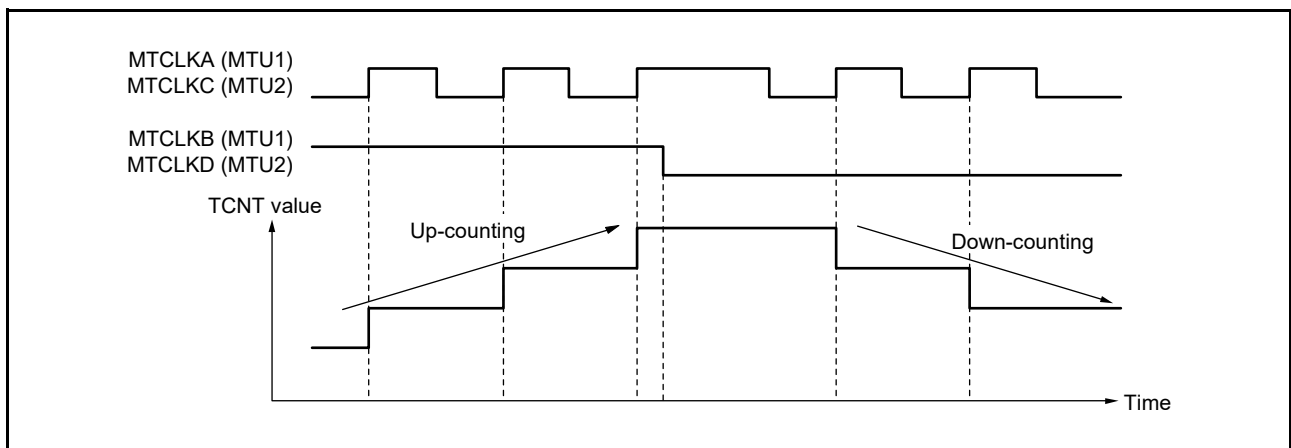 MTCLKA (MTU1)
MTCLKC (MTU2)
MTCLKB (MTU1)
MTCLKD (MTU2)
TCNT value
Up-counting
Down-counting
Time